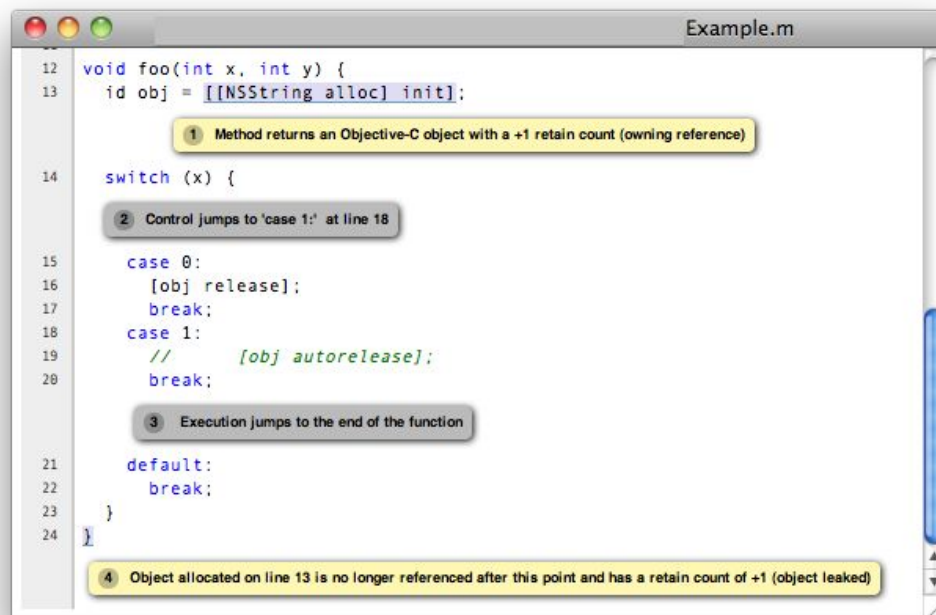 Example.m
12 void foo(int x, int y) {
13 id obj = [[NSString alloc] init];
1 Method returns an Objective-C object with a +1 retain count (owning reference)
14 switch (x) {
2 Control jumps to 'case 1:' at line 18
15 case 0:
16 [obj release];
17 break;
18 case 1:
19 // [obj autorelease];
20 break;
3 Execution jumps to the end of the function
21 default:
22 break;
23 }
24 }
4 Object allocated on line 13 is no longer referenced after this point and has a retain count of +1 (object leaked)